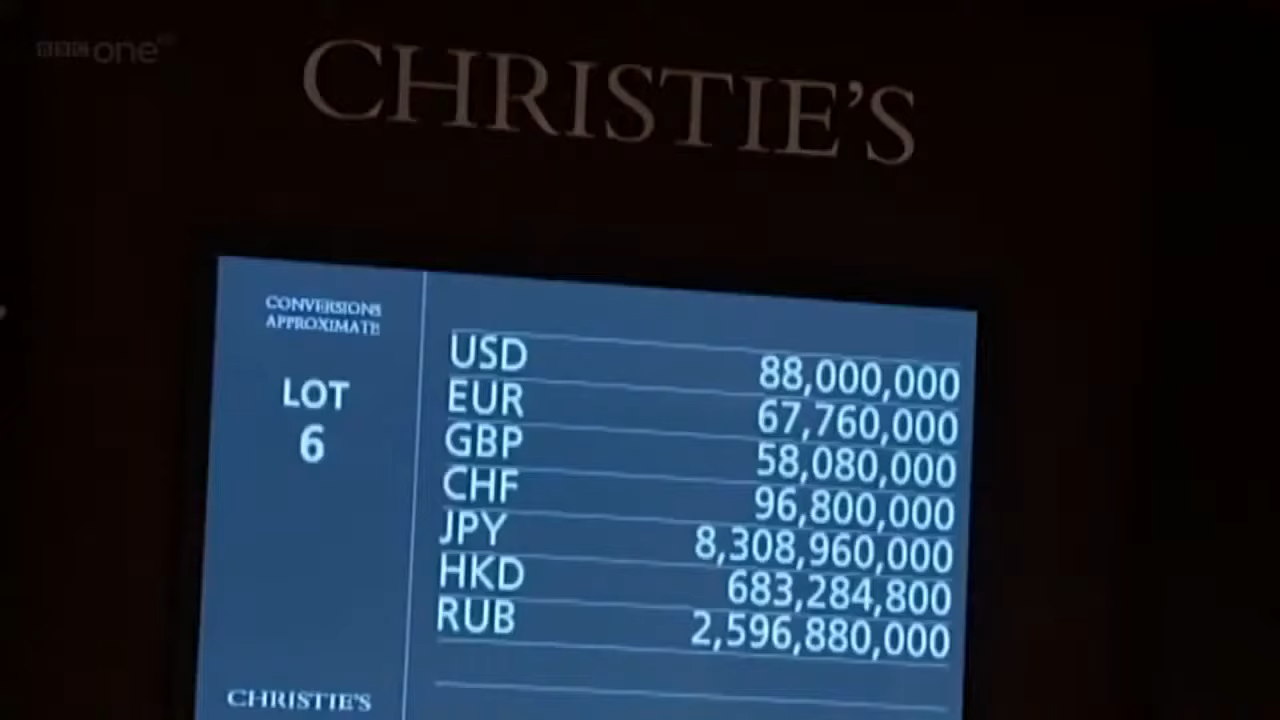 BBC one
CHRISTIE'S
CONVERSIONS
APPROXIMATE
LOT
6
USD 88,000,000
EUR 67,760,000
GBP 58,080,000
CHF 96,800,000
JPY 8,308,960,000
HKD 683,284,800
RUB 2,596,880,000
CHRISTIE'S